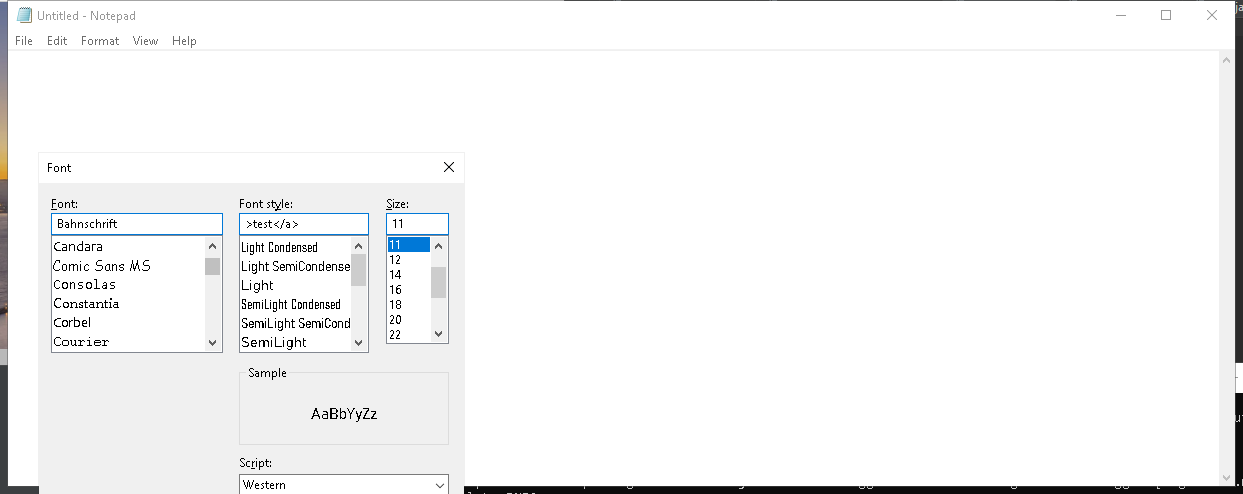 Untitled - Notepad
File Edit Format View Help
Font
Font: Font style: Size:
Bahnschrift >test</a> 11
Candara Light Condensed 11
Comic Sans MS Light SemiCondense 12
Consolas Light 14
Constantia SemiLight Condensed 16
Corbel SemiLight SemiCond 18
Courier SemiLight 20
22
Sample
AaBbYyZz
Script:
Western